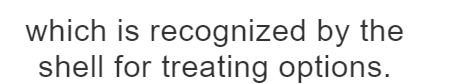 which is recognized by the
shell for treating options.